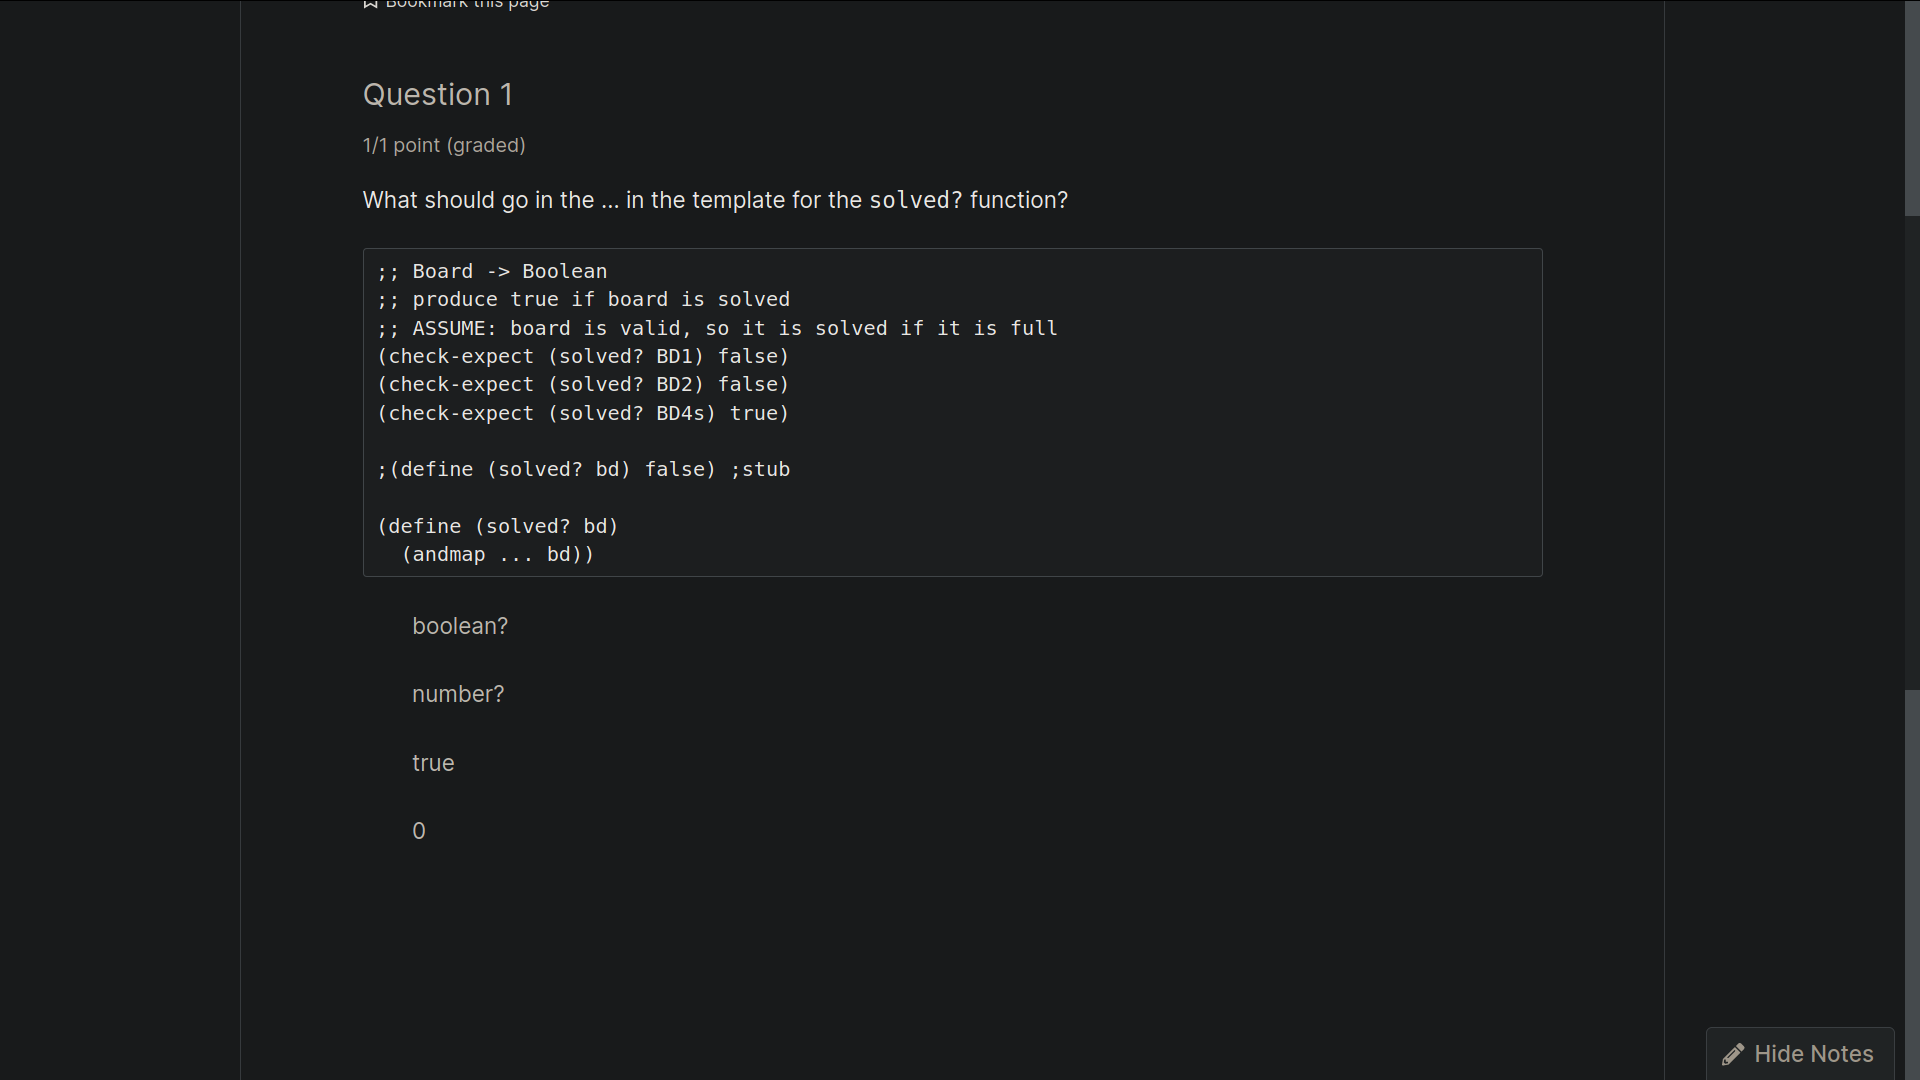 Bookmark this page
Question 1
1/1 point (graded)
What should go in the ... in the template for the solved? function?
;; Board -> Boolean
;; produce true if board is solved
;; ASSUME: board is valid, so it is solved if it is full
(check-expect (solved? BD1) false)
(check-expect (solved? BD2) false)
(check-expect (solved? BD4s) true)
;(define (solved? bd) false) ;stub
(define (solved? bd)
  (andmap ... bd))
boolean?
number?
true
0
Hide Notes